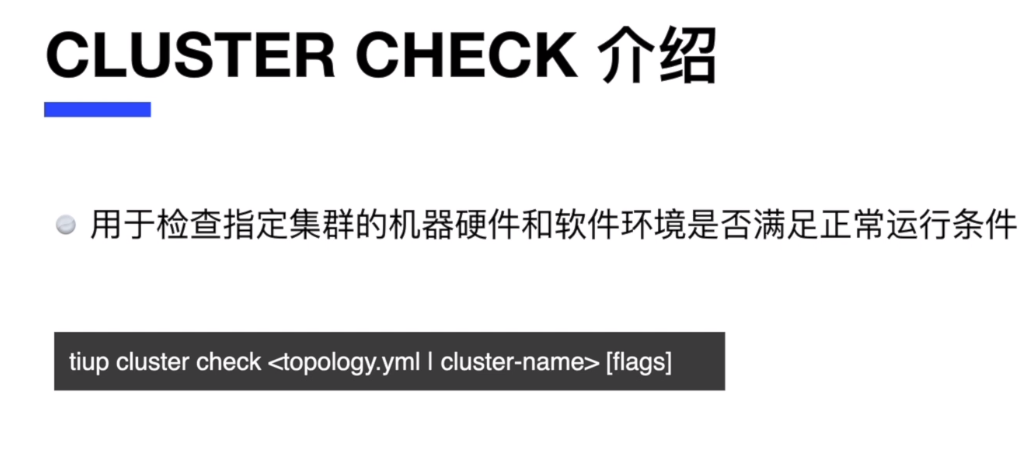 CLUSTER CHECK 介绍
用于检查指定集群的机器硬件和软件环境是否满足正常运行条件
tiup cluster check <topology.yml | cluster-name> [flags]